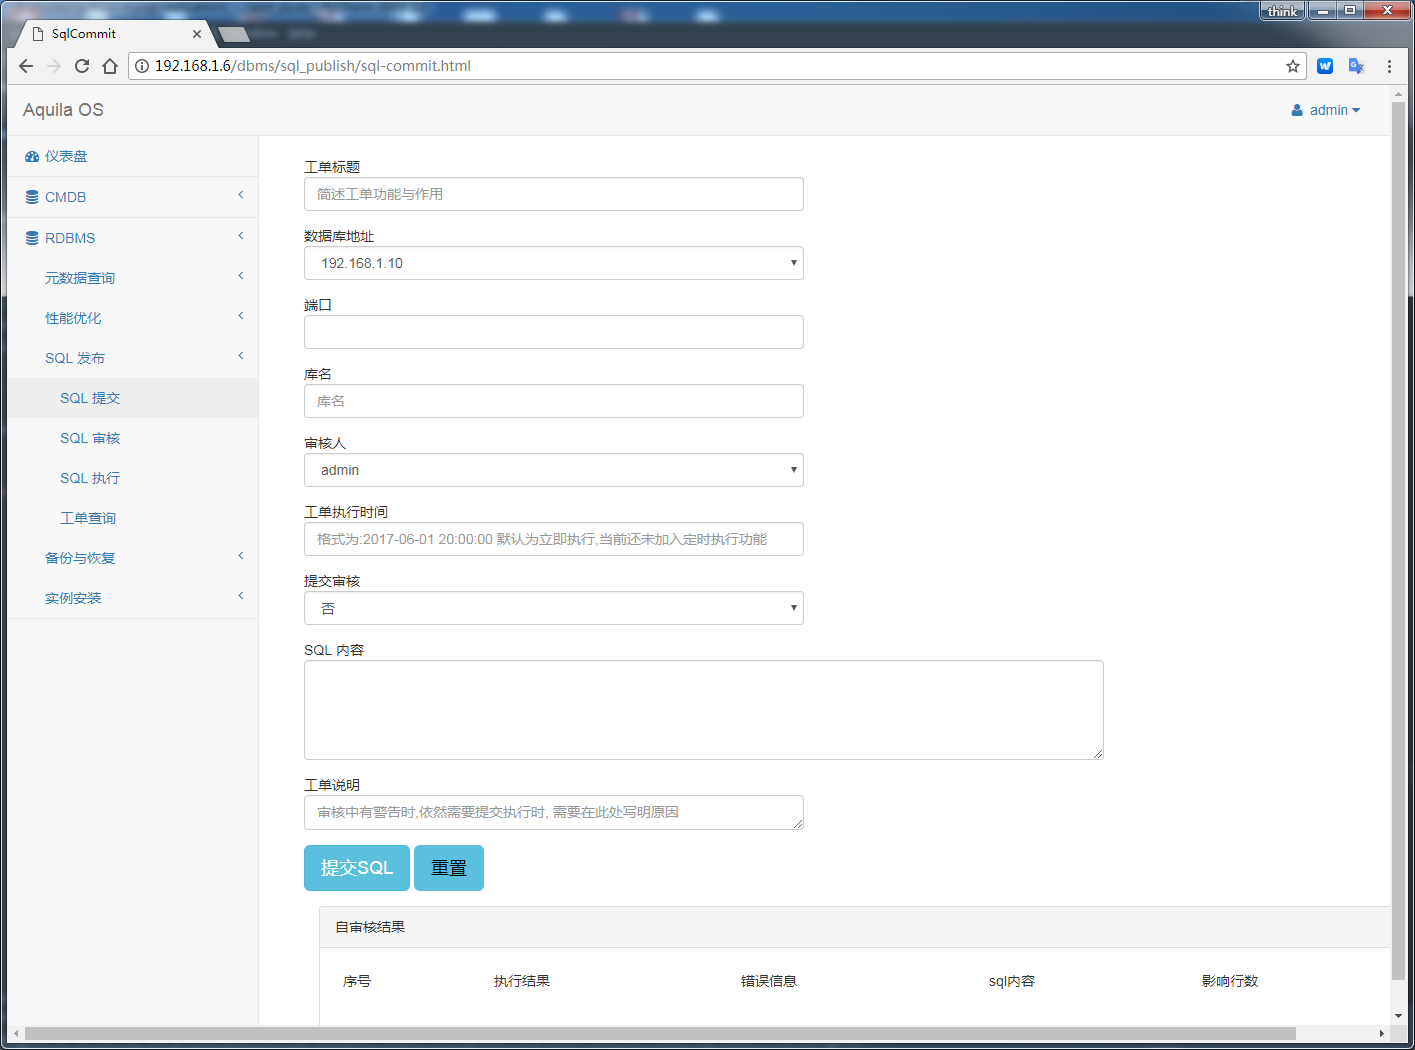 think
SqlCommit
192.168.1.6/dbms/sql_publish/sql-commit.html
Aquila OS
admin
仪表盘
CMDB
RDBMS
元数据查询
性能优化
SQL 发布
SQL 提交
SQL 审核
SQL 执行
工单查询
备份与恢复
实例安装
工单标题
简述工单功能与作用
数据库地址
192.168.1.10
端口
库名
库名
审核人
admin
工单执行时间
格式为:2017-06-01 20:00:00 默认为立即执行,当前还未加入定时执行功能
提交审核
否
SQL 内容
工单说明
审核中有警告时,依然需要提交执行时, 需要在此处写明原因
提交SQL 重置
自审核结果
序号 执行结果 错误信息 sql内容 影响行数